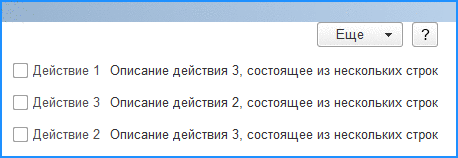 Еще ?
Действие 1 Описание действия 3, состоящее из нескольких строк
Действие 3 Описание действия 2, состоящее из нескольких строк
Действие 2 Описание действия 3, состоящее из нескольких строк